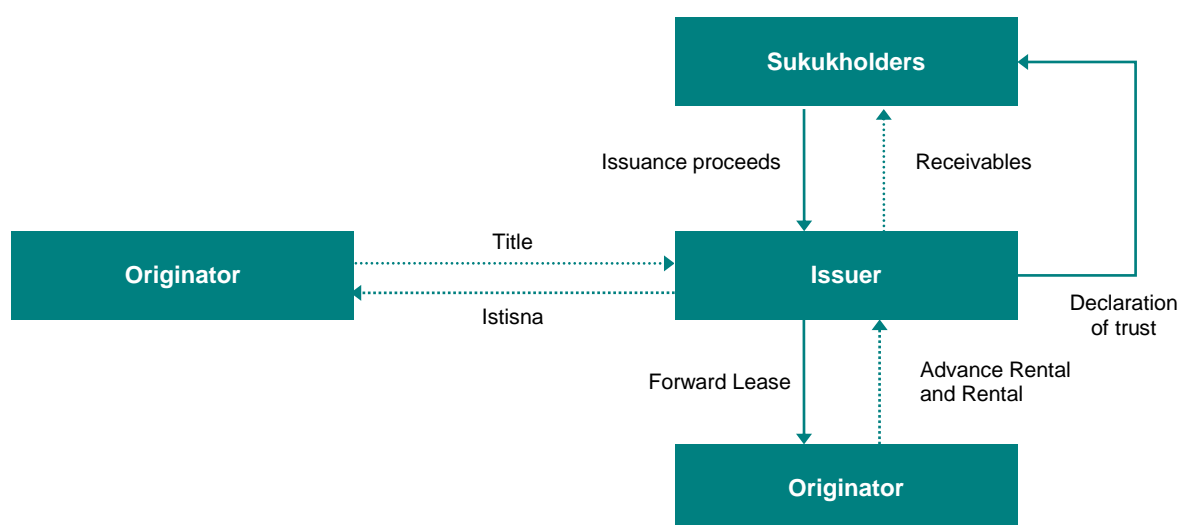 Sukukholders
Issuance proceeds
Receivables
Title
Originator
Issuer
Istisna
Declaration
of trust
Forward Lease
Advance Rental
and Rental
Originator